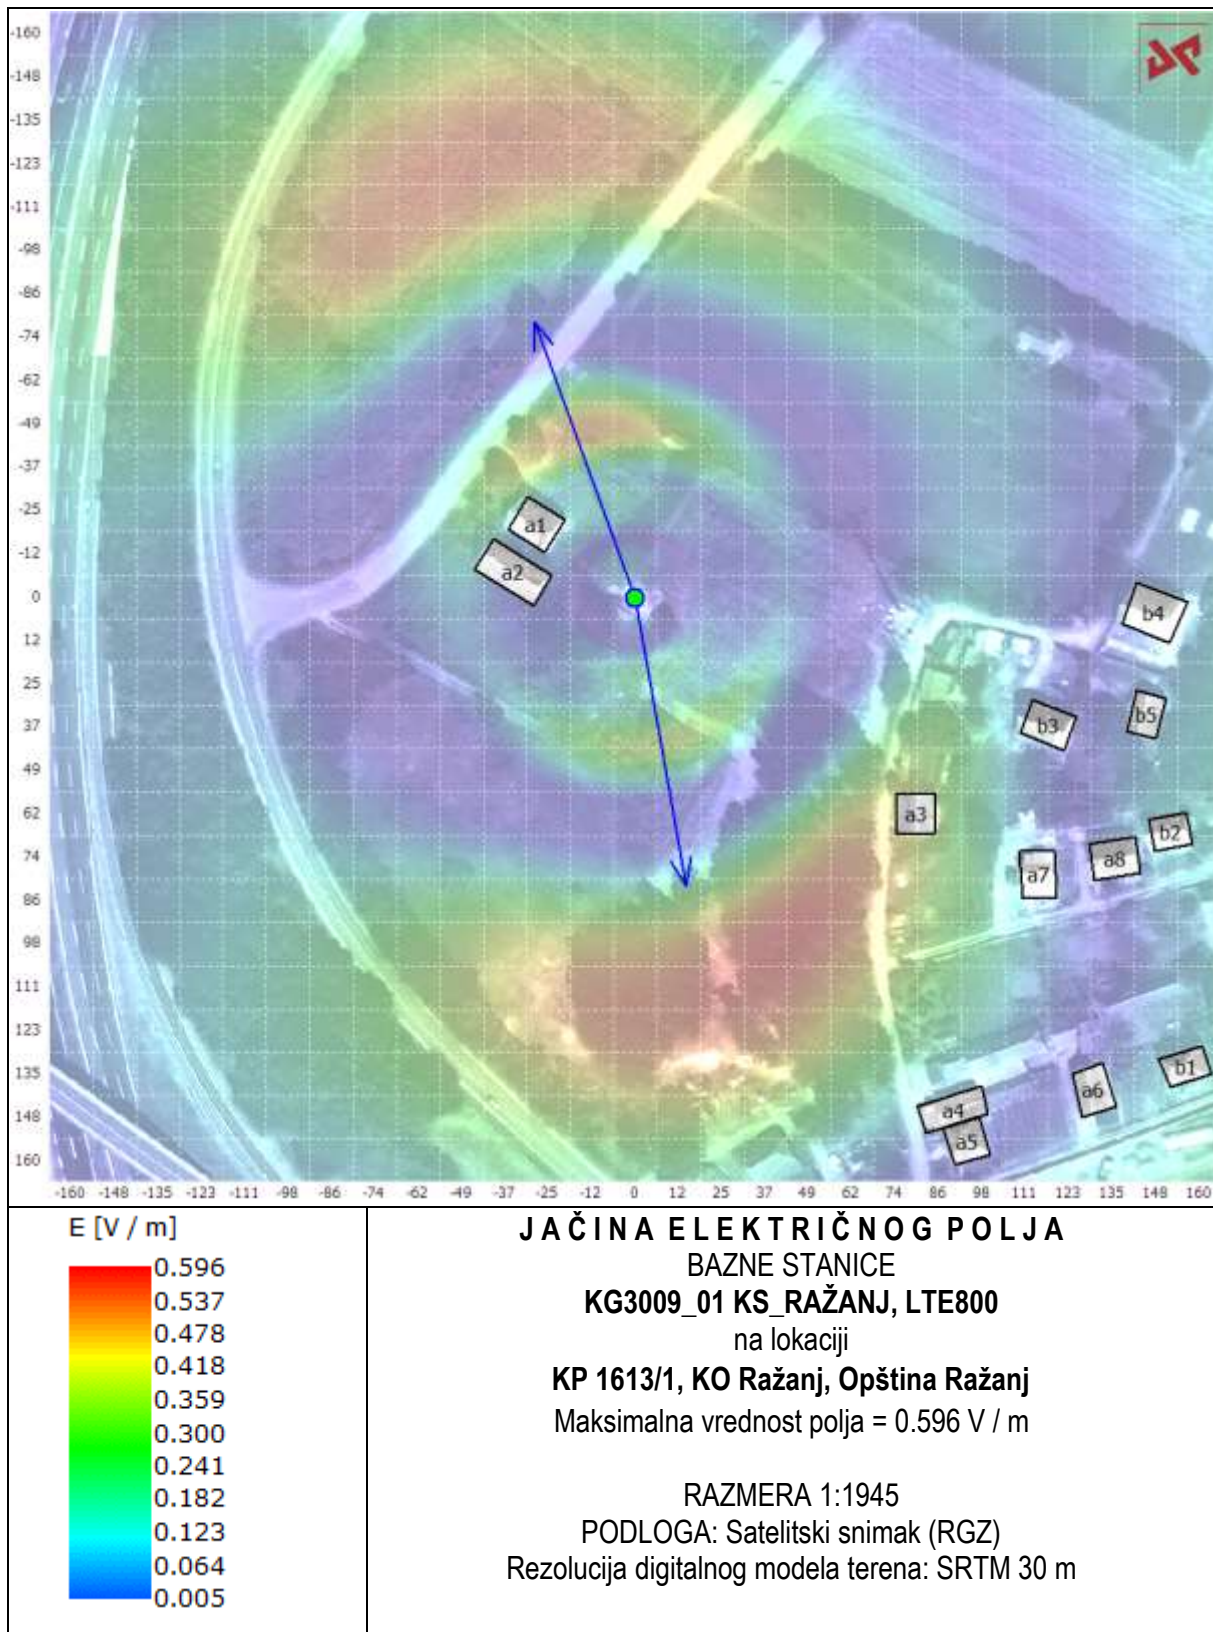 -160
-148
-135
-123
-111
-98
-86
-74
-62
-49
-37
-25
-12
0
12
25
37
49
62
74
86
98
111
123
135
148
160
a1
a2
b4
b5
b3
a3
b2
a8
a7
b1
a6
a4
a5
-160 -148 -135 -123 -111 -98 -86 -74 -62 -49 -37 -25 -12 0 12 25 37 49 62 74 86 98 111 123 135 148 160
E [V / m]
0.596
0.537
0.478
0.418
0.359
0.300
0.241
0.182
0.123
0.064
0.005
JAČINA ELEKTRIČNOG POLJA
BAZNE STANICE
KG3009_01 KS_RAŽANJ, LTE800
na lokaciji
KP 1613/1, KO Ražanj, Opština Ražanj
Maksimalna vrednost polja = 0.596 V / m
RAZMERA 1:1945
PODLOGA: Satelitski snimak (RGZ)
Rezolucija digitalnog modela terena: SRTM 30 m